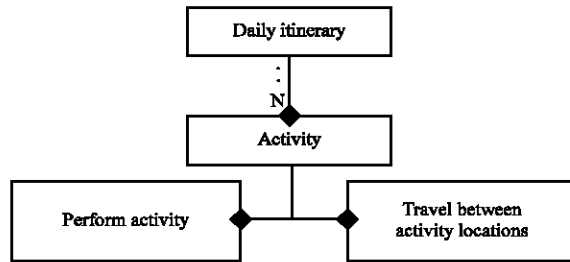 Daily itinerary
N
Activity
Perform activity
Travel between
activity locations